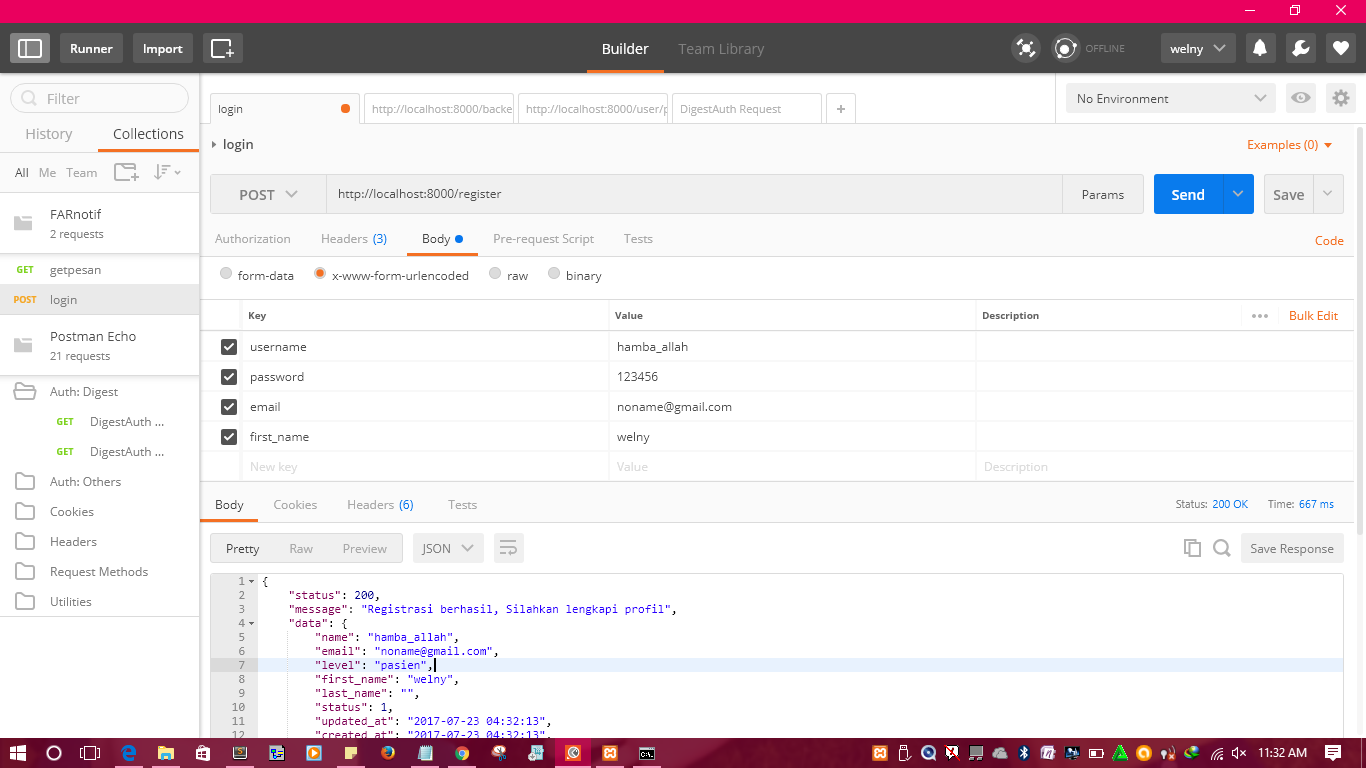 Runner Import Builder Team Library OFFLINE welny
Filter
History Collections
All Me Team
FARnotif
2 requests
GET getpesan
POST login
Postman Echo
21 requests
Auth: Digest
GET DigestAuth ...
GET DigestAuth ...
Auth: Others
Cookies
Headers
Request Methods
Utilities
login http://localhost:8000/backe http://localhost:8000/user/p DigestAuth Request + No Environment
login Examples (0)
POST http://localhost:8000/register Params Send Save
Authorization Headers (3) Body Pre-request Script Tests Code
form-data x-www-form-urlencoded raw binary
Key Value Description ••• Bulk Edit
username hamba_allah
password 123456
email noname@gmail.com
first_name welny
New key Value Description
Body Cookies Headers (6) Tests Status: 200 OK Time: 667 ms
Pretty Raw Preview JSON Save Response
1 {
2 "status": 200,
3 "message": "Registrasi berhasil, Silahkan lengkapi profil",
4 "data": {
5 "name": "hamba_allah",
6 "email": "noname@gmail.com",
7 "level": "pasien",
8 "first_name": "welny",
9 "last_name": "",
10 "status": 1,
11 "updated_at": "2017-07-23 04:32:13",
12 "created_at": "2017-07-23 04:32:13",
11:32 AM